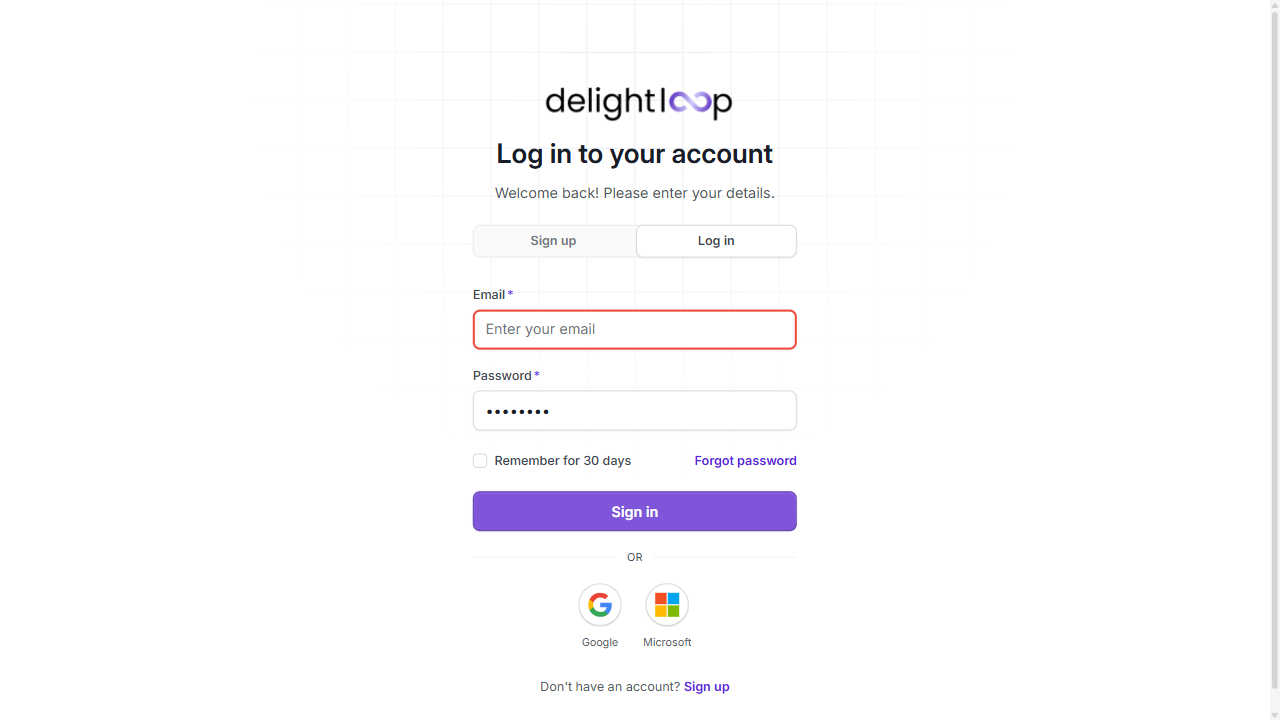 delightloop
Log in to your account
Welcome back! Please enter your details.
Sign up
Log in
Email *
Enter your email
Password *
••••••••
Remember for 30 days
Forgot password
Sign in
OR
Google
Microsoft
Don't have an account? Sign up